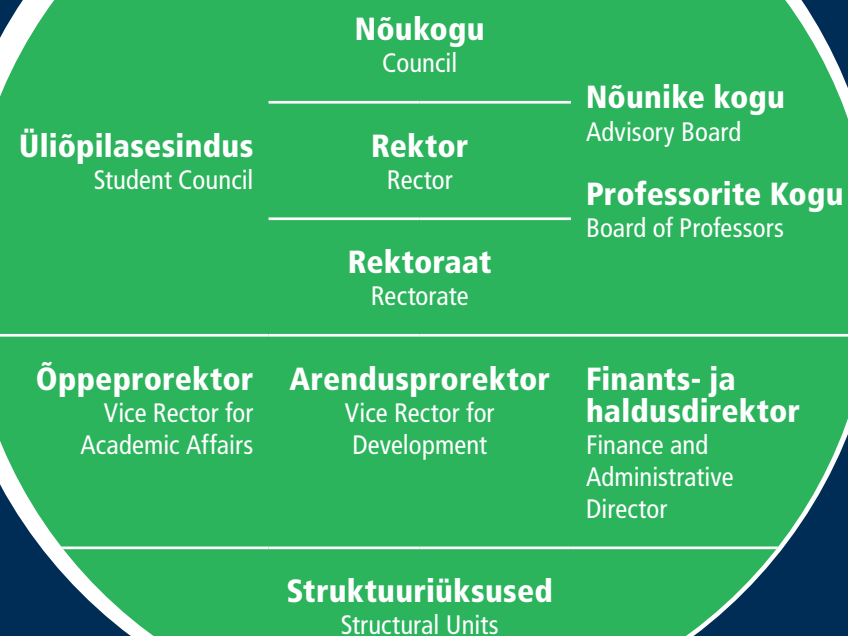 Nõukogu
Council
Üliõpilasesindus
Student Council
Rektor
Rector
Nõunike kogu
Advisory Board
Professorite Kogu
Board of Professors
Rektoraat
Rectorate
Õppeprorektor
Vice Rector for
Academic Affairs
Arendusprorektor
Vice Rector for
Development
Finants- ja
haldusdirektor
Finance and
Administrative
Director
Struktuuriüksused
Structural Units